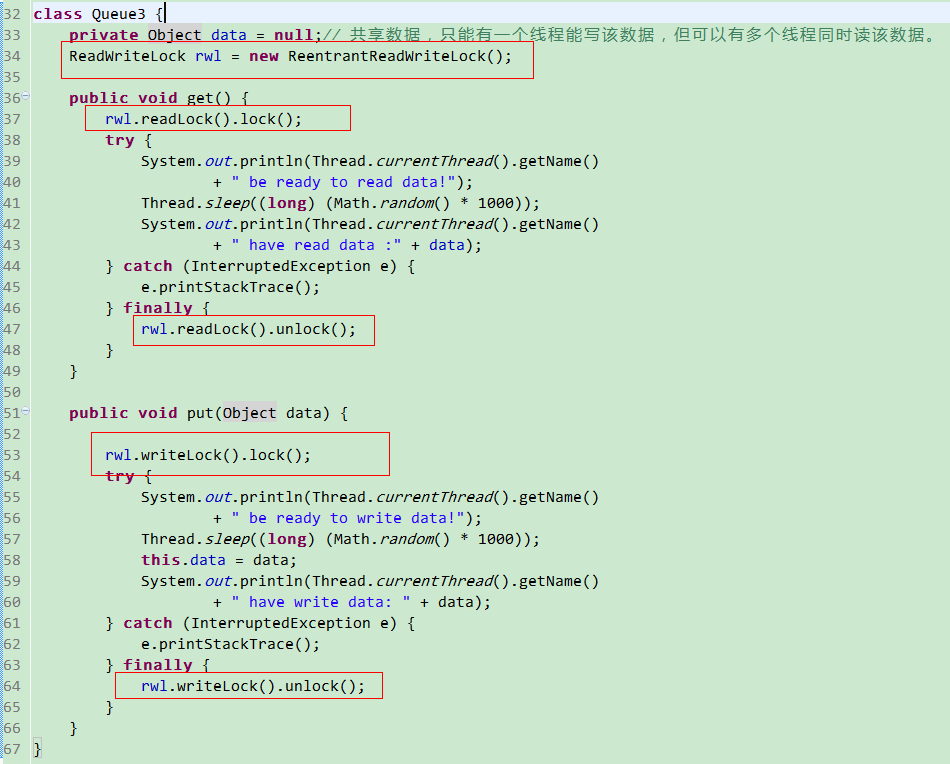 32 class Queue3 {
33     private Object data = null;// 共享数据，只能有一个线程能写该数据，但可以有多个线程同时读该数据。
34     ReadWriteLock rwl = new ReentrantReadWriteLock();
35
36     public void get() {
37         rwl.readLock().lock();
38         try {
39             System.out.println(Thread.currentThread().getName()
40                     + " be ready to read data!");
41             Thread.sleep((long) (Math.random() * 1000));
42             System.out.println(Thread.currentThread().getName()
43                     + " have read data :" + data);
44         } catch (InterruptedException e) {
45             e.printStackTrace();
46         } finally {
47             rwl.readLock().unlock();
48         }
49     }
50
51     public void put(Object data) {
52
53         rwl.writeLock().lock();
54         try {
55             System.out.println(Thread.currentThread().getName()
56                     + " be ready to write data!");
57             Thread.sleep((long) (Math.random() * 1000));
58             this.data = data;
59             System.out.println(Thread.currentThread().getName()
60                     + " have write data: " + data);
61         } catch (InterruptedException e) {
62             e.printStackTrace();
63         } finally {
64             rwl.writeLock().unlock();
65         }
66     }
67 }